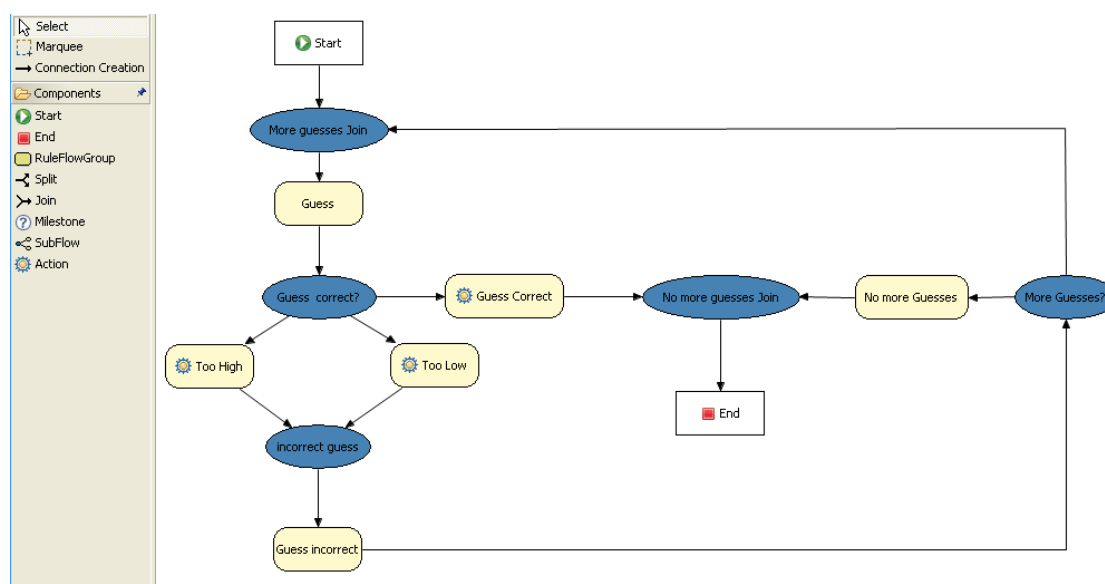 Select
Marquee
Connection Creation
Components
Start
End
RuleFlowGroup
Split
Join
Milestone
SubFlow
Action
Start
More guesses Join
Guess
Guess correct?
Guess Correct
No more guesses Join
No more Guesses
More Guesses?
Too High
Too Low
End
incorrect guess
Guess incorrect